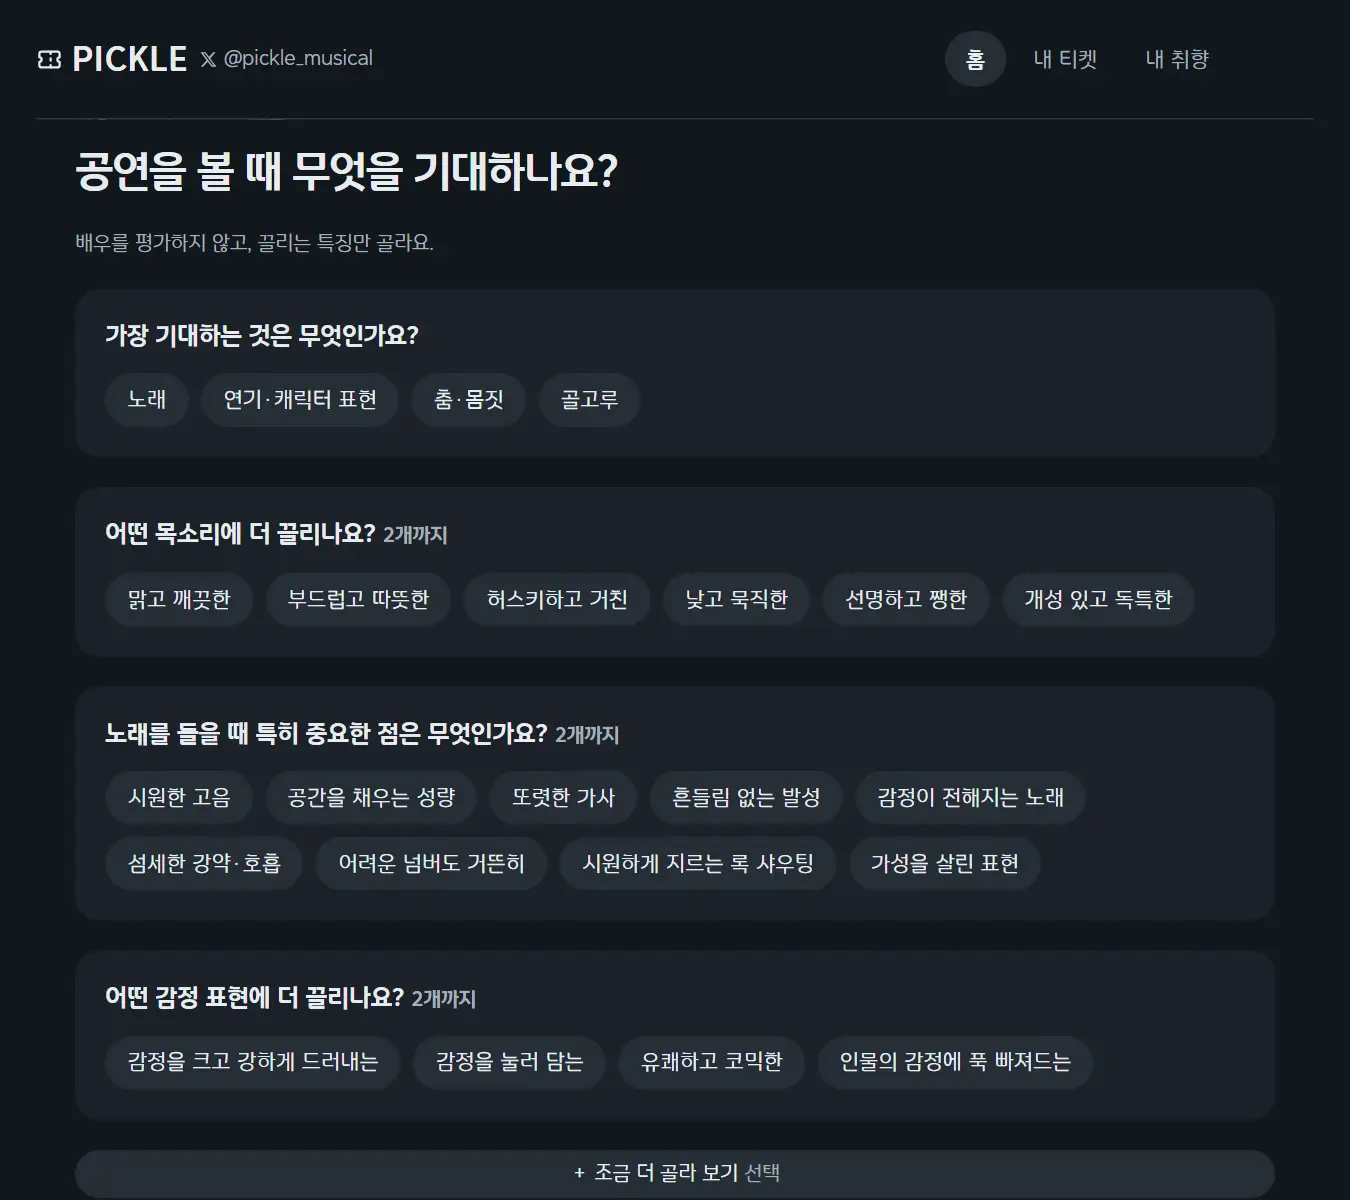 PICKLE 𝕏 @pickle_musical 홈 내 티켓 내 취향
공연을 볼 때 무엇을 기대하나요?
배우를 평가하지 않고, 끌리는 특징만 골라요.
가장 기대하는 것은 무엇인가요?
노래 연기·캐릭터 표현 춤·몸짓 골고루
어떤 목소리에 더 끌리나요? 2개까지
맑고 깨끗한 부드럽고 따뜻한 허스키하고 거친 낮고 묵직한 선명하고 쨍한 개성 있고 독특한
노래를 들을 때 특히 중요한 점은 무엇인가요? 2개까지
시원한 고음 공간을 채우는 성량 또렷한 가사 흔들림 없는 발성 감정이 전해지는 노래
섬세한 강약·호흡 어려운 넘버도 거뜬히 시원하게 지르는 록 샤우팅 가성을 살린 표현
어떤 감정 표현에 더 끌리나요? 2개까지
감정을 크고 강하게 드러내는 감정을 눌러 담는 유쾌하고 코믹한 인물의 감정에 푹 빠져드는
+ 조금 더 골라 보기 선택